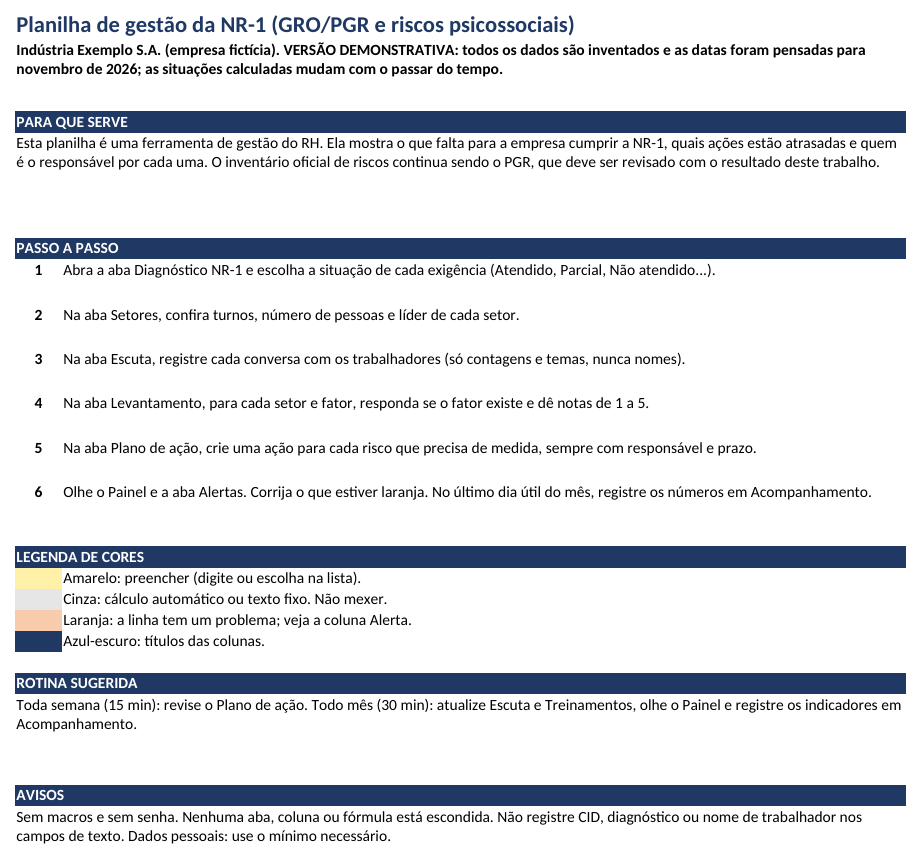 Planilha de gestão da NR-1 (GRO/PGR e riscos psicossociais)
Indústria Exemplo S.A. (empresa fictícia). VERSÃO DEMONSTRATIVA: todos os dados são inventados e as datas foram pensadas para
novembro de 2026; as situações calculadas mudam com o passar do tempo.
PARA QUE SERVE
Esta planilha é uma ferramenta de gestão do RH. Ela mostra o que falta para a empresa cumprir a NR-1, quais ações estão atrasadas e quem
é o responsável por cada uma. O inventário oficial de riscos continua sendo o PGR, que deve ser revisado com o resultado deste trabalho.
PASSO A PASSO
1 Abra a aba Diagnóstico NR-1 e escolha a situação de cada exigência (Atendido, Parcial, Não atendido...).
2 Na aba Setores, confira turnos, número de pessoas e líder de cada setor.
3 Na aba Escuta, registre cada conversa com os trabalhadores (só contagens e temas, nunca nomes).
4 Na aba Levantamento, para cada setor e fator, responda se o fator existe e dê notas de 1 a 5.
5 Na aba Plano de ação, crie uma ação para cada risco que precisa de medida, sempre com responsável e prazo.
6 Olhe o Painel e a aba Alertas. Corrija o que estiver laranja. No último dia útil do mês, registre os números em Acompanhamento.
LEGENDA DE CORES
Amarelo: preencher (digite ou escolha na lista).
Cinza: cálculo automático ou texto fixo. Não mexer.
Laranja: a linha tem um problema; veja a coluna Alerta.
Azul-escuro: títulos das colunas.
ROTINA SUGERIDA
Toda semana (15 min): revise o Plano de ação. Todo mês (30 min): atualize Escuta e Treinamentos, olhe o Painel e registre os indicadores em
Acompanhamento.
AVISOS
Sem macros e sem senha. Nenhuma aba, coluna ou fórmula está escondida. Não registre CID, diagnóstico ou nome de trabalhador nos
campos de texto. Dados pessoais: use o mínimo necessário.